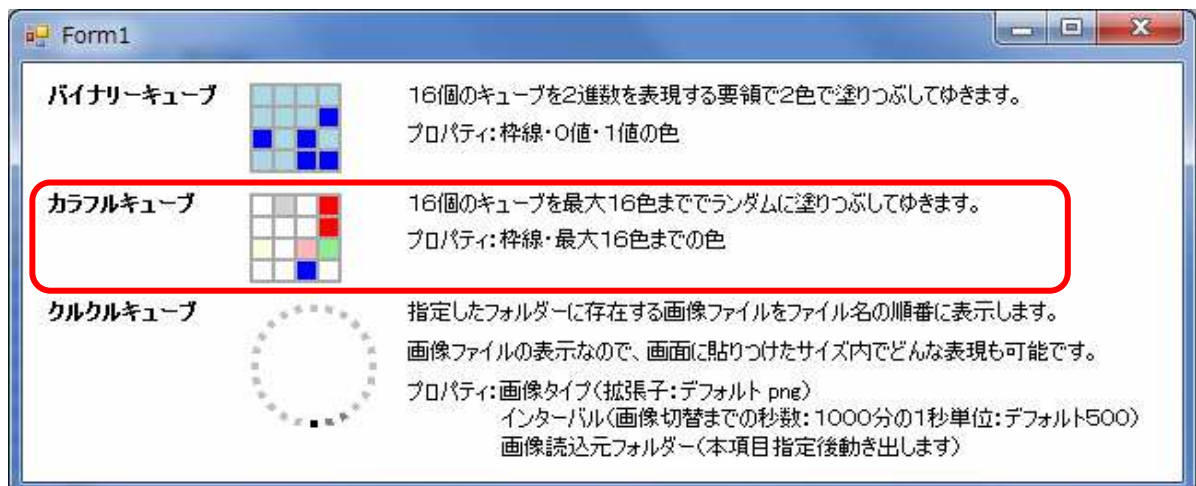 Form1
バイナリーキューブ
16個のキューブを2進数を表現する要領で2色で塗りつぶしてゆきます。
プロパティ:枠線・0値・1値の色
カラフルキューブ
16個のキューブを最大16色まででランダムに塗りつぶしてゆきます。
プロパティ:枠線・最大16色までの色
クルクルキューブ
指定したフォルダーに存在する画像ファイルをファイル名の順番に表示します。
画像ファイルの表示なので、画面に貼りつけたサイズ内でどんな表現も可能です。
プロパティ:画像タイプ(拡張子:デフォルト png)
インターバル(画像切替までの秒数:1000分の1秒単位:デフォルト500)
画像読込元フォルダー(本項目指定後動き出します)